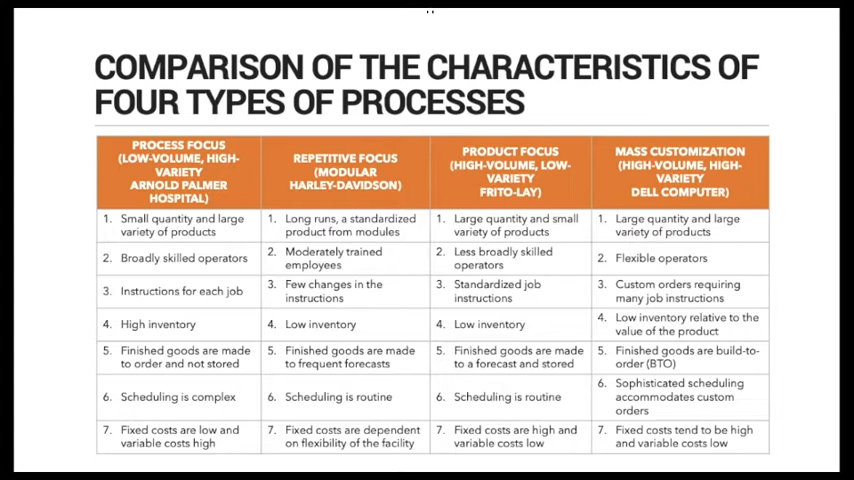 COMPARISON OF THE CHARACTERISTICS OF
FOUR TYPES OF PROCESSES
PROCESS FOCUS
(LOW-VOLUME, HIGH-
VARIETY
ARNOLD PALMER
HOSPITAL)
REPETITIVE FOCUS
(MODULAR
HARLEY-DAVIDSON)
PRODUCT FOCUS
(HIGH-VOLUME, LOW-
VARIETY
FRITO-LAY)
MASS CUSTOMIZATION
(HIGH-VOLUME, HIGH-
VARIETY
DELL COMPUTER)
1. Small quantity and large
variety of products
1. Long runs, a standardized
product from modules
1. Large quantity and small
variety of products
1. Large quantity and large
variety of products
2. Broadly skilled operators
2. Moderately trained
employees
2. Less broadly skilled
operators
2. Flexible operators
3. Instructions for each job
3. Few changes in the
instructions
3. Standardized job
instructions
3. Custom orders requiring
many job instructions
4. High inventory
4. Low inventory
4. Low inventory
4. Low inventory relative to the
value of the product
5. Finished goods are made
to order and not stored
5. Finished goods are made
to frequent forecasts
5. Finished goods are made
to a forecast and stored
5. Finished goods are build-to-
order (BTO)
6. Scheduling is complex
6. Scheduling is routine
6. Scheduling is routine
6. Sophisticated scheduling
accommodates custom
orders
7. Fixed costs are low and
variable costs high
7. Fixed costs are dependent
on flexibility of the facility
7. Fixed costs are high and
variable costs low
7. Fixed costs tend to be high
and variable costs low